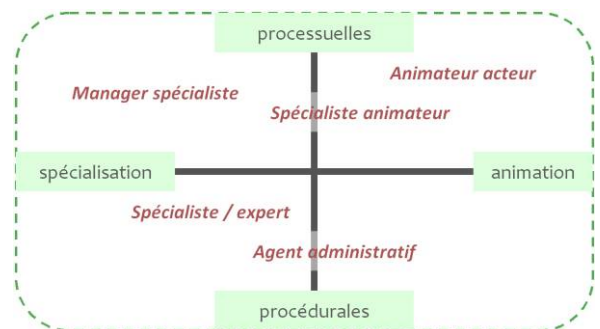 processuelles
Animateur acteur
Manager spécialiste
Spécialiste animateur
spécialisation
animation
Spécialiste / expert
Agent administratif
procédurales